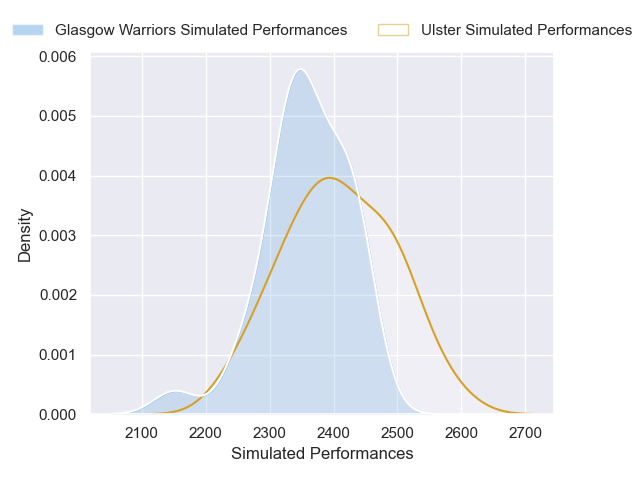 Glasgow Warriors Simulated Performances Ulster Simulated Performances
0.006
0.005
0.004
0.003
0.002
0.001
0.000
Density
2100 2200 2300 2400 2500 2600 2700
Simulated Performances